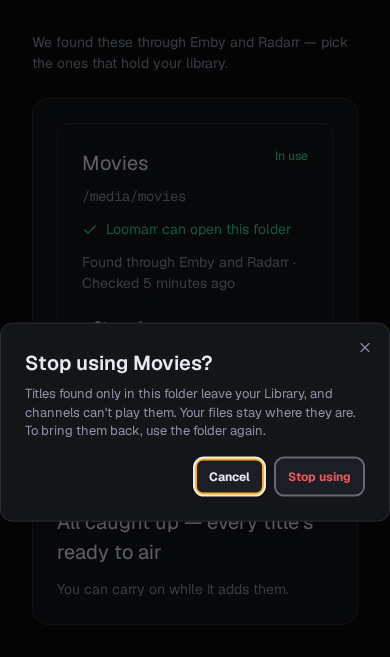 We found these through Emby and Radarr — pick
the ones that hold your library.
Movies
In use
/media/movies
Loomarr can open this folder
Found through Emby and Radarr ·
Checked 5 minutes ago
Stop using Movies?
Titles found only in this folder leave your Library, and
channels can't play them. Your files stay where they are.
To bring them back, use the folder again.
Cancel
Stop using
All caught up — every title's
ready to air
You can carry on while it adds them.